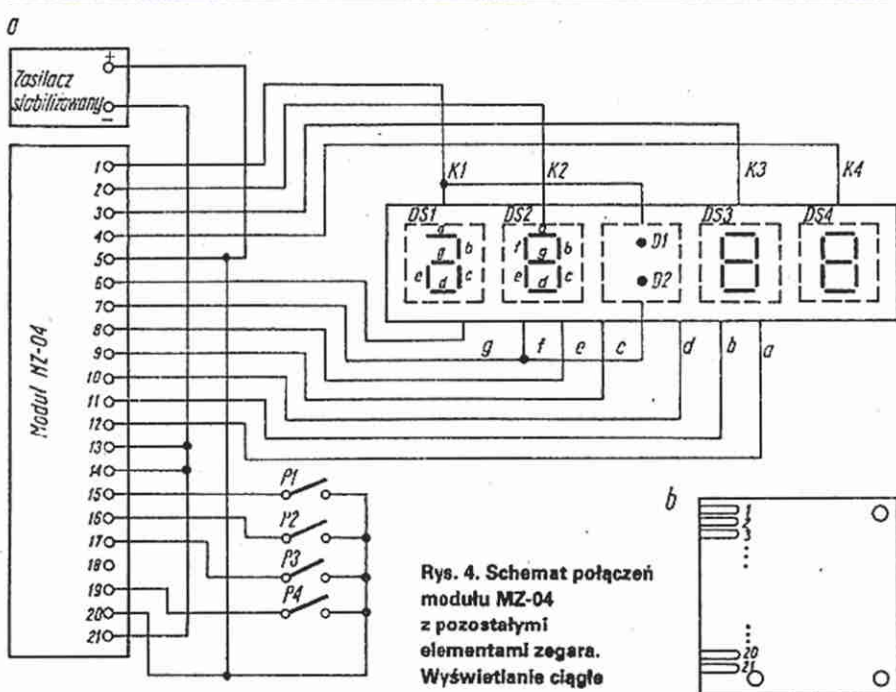 a
+
Zasilacz
stabilizowany
−
Moduł MZ-04
1
2
3
4
5
6
7
8
9
10
11
12
13
14
15
16
17
18
19
20
21
K1
K2
K3
K4
DS1
DS2
DS3
DS4
a
b
g
e
d
c
a
f
b
g
e
d
c
D1
D2
g
f
e
c
d
b
a
P1
P2
P3
P4
b
1
2
3
20
21
Rys. 4. Schemat połączeń
modułu MZ-04
z pozostałymi
elementami zegara.
Wyświetlanie ciągłe